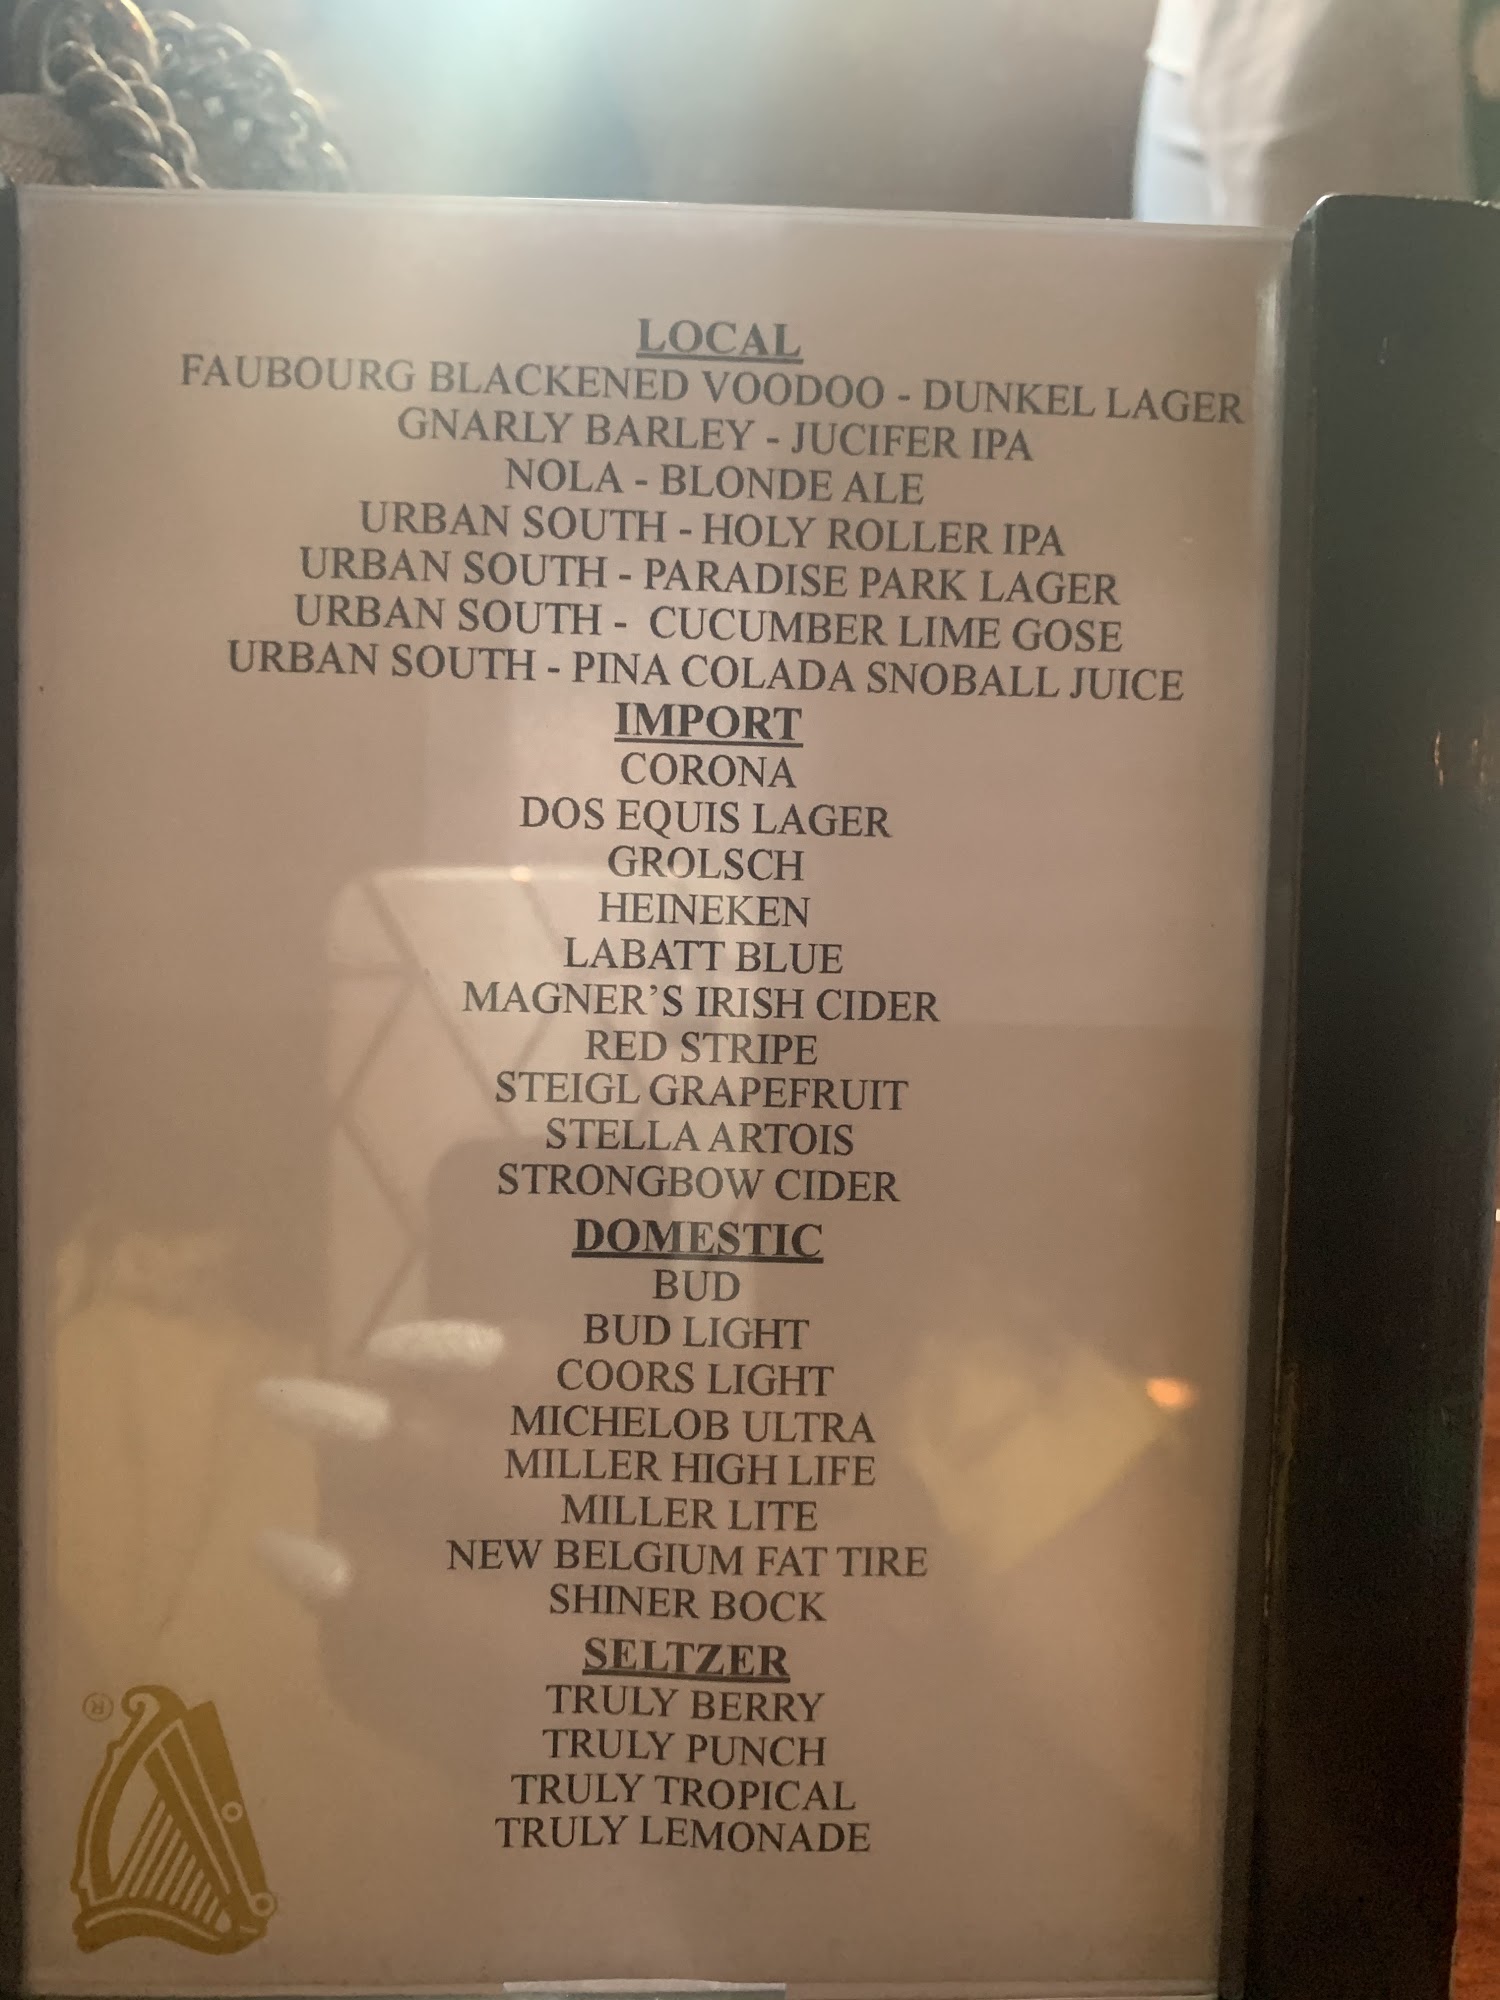 LOCAL
FAUBOURG BLACKENED VOODOO - DUNKEL LAGER
GNARLY BARLEY - JUCIFER IPA
NOLA - BLONDE ALE
URBAN SOUTH - HOLY ROLLER IPA
URBAN SOUTH - PARADISE PARK LAGER
URBAN SOUTH - CUCUMBER LIME GOSE
URBAN SOUTH - PINA COLADA SNOBALL JUICE
IMPORT
CORONA
DOS EQUIS LAGER
GROLSCH
HEINEKEN
LABATT BLUE
MAGNER'S IRISH CIDER
RED STRIPE
STEIGL GRAPEFRUIT
STELLA ARTOIS
STRONGBOW CIDER
DOMESTIC
BUD
BUD LIGHT
COORS LIGHT
MICHELOB ULTRA
MILLER HIGH LIFE
MILLER LITE
NEW BELGIUM FAT TIRE
SHINER BOCK
SELTZER
TRULY BERRY
TRULY PUNCH
TRULY TROPICAL
TRULY LEMONADE
®